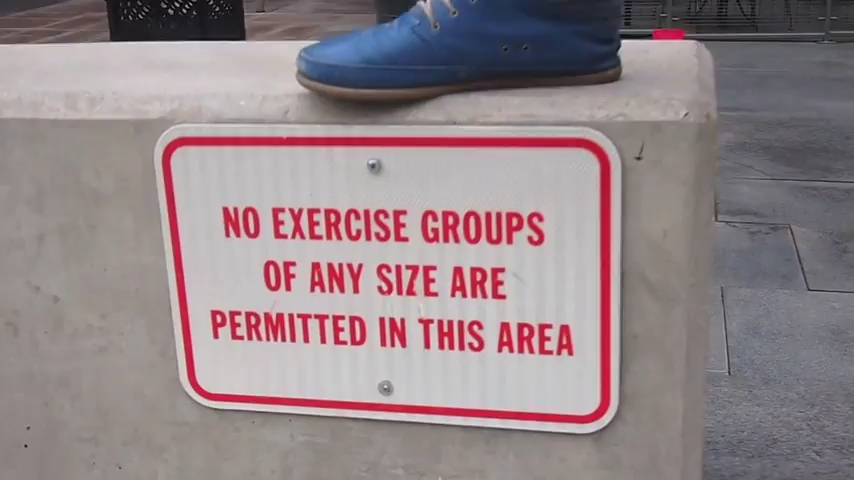 NO EXERCISE GROUPS
OF ANY SIZE ARE
PERMITTED IN THIS AREA